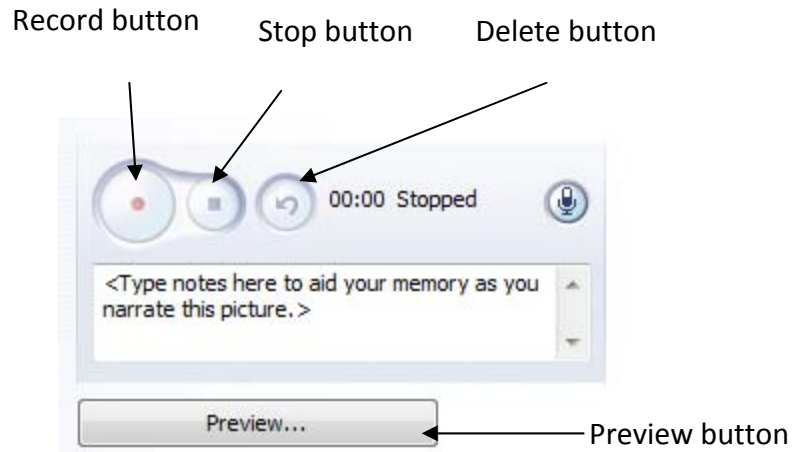 Record button
Stop button
Delete button
00:00 Stopped
<Type notes here to aid your memory as you
narrate this picture.>
Preview...
Preview button